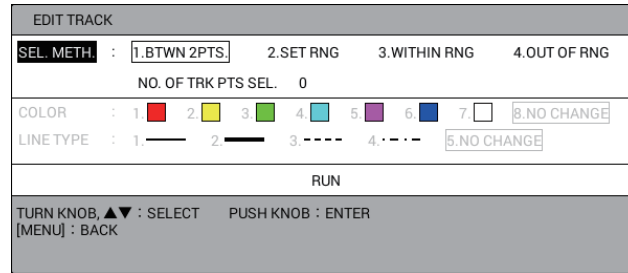 EDIT TRACK
SEL. METH. : 1.BTWN 2PTS. 2.SET RNG 3.WITHIN RNG 4.OUT OF RNG
NO. OF TRK PTS SEL. 0
COLOR : 1. 2. 3. 4. 5. 6. 7. 8.NO CHANGE
LINE TYPE : 1. 2. 3. 4. 5.NO CHANGE
RUN
TURN KNOB, ▲▼ : SELECT PUSH KNOB : ENTER
[MENU] : BACK